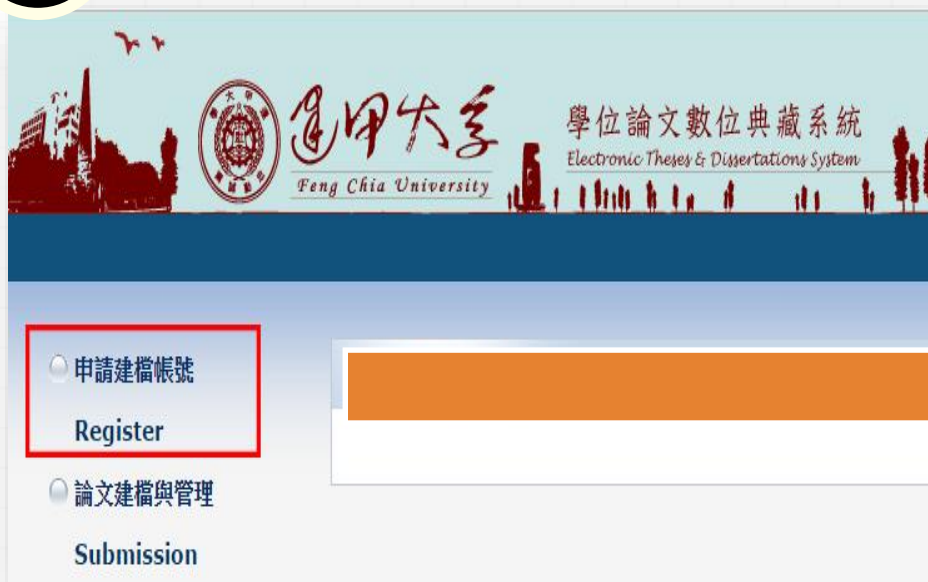 逢甲大學
Feng Chia University
學位論文數位典藏系統
Electronic Theses & Dissertations System
申請建檔帳號
Register
論文建檔與管理
Submission